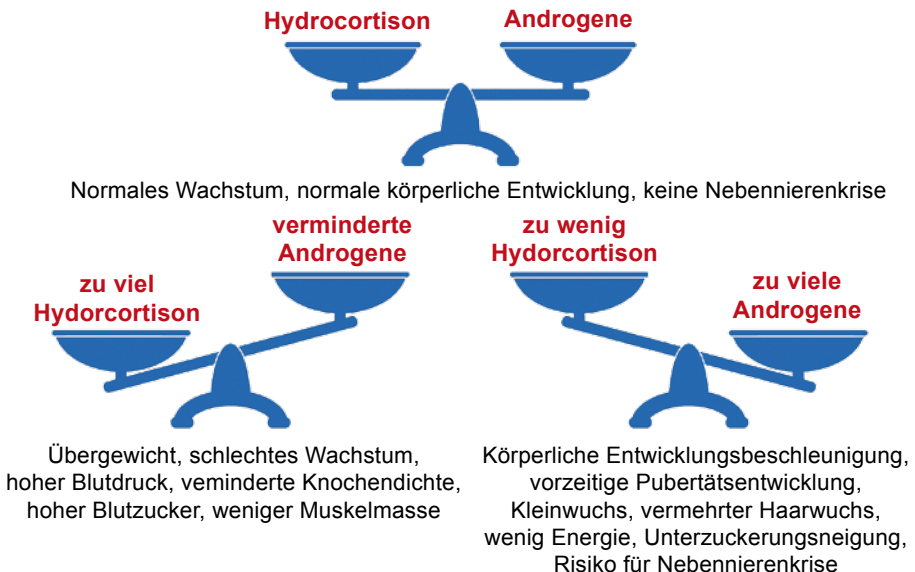 Hydrocortison
Androgene
Normales Wachstum, normale körperliche Entwicklung, keine Nebennierenkrise
zu viel
Hydorcortison
verminderte
Androgene
Übergewicht, schlechtes Wachstum,
hoher Blutdruck, veminderte Knochendichte,
hoher Blutzucker, weniger Muskelmasse
zu wenig
Hydorcortison
zu viele
Androgene
Körperliche Entwicklungsbeschleunigung,
vorzeitige Pubertätsentwicklung,
Kleinwuchs, vermehrter Haarwuchs,
wenig Energie, Unterzuckerungsneigung,
Risiko für Nebennierenkrise